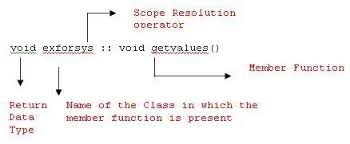 Scope Resolution
operator
void exforsys :: void getvalues()
Member Function
Return
Data
Type
Name of the Class in which the
member function is present